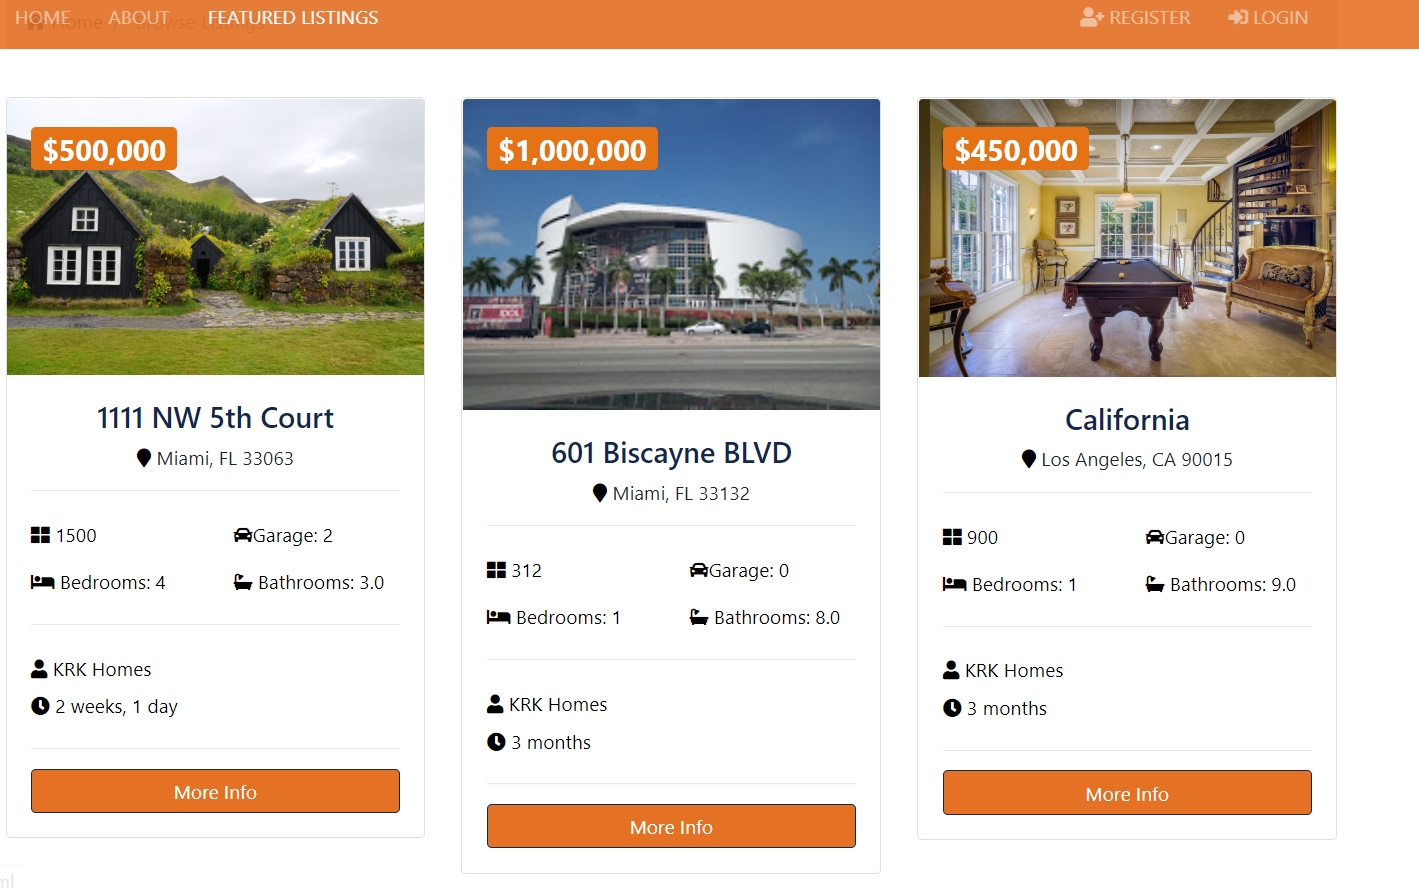 HOME ABOUT FEATURED LISTINGS REGISTER LOGIN
Home Browse Listings
$500,000
1111 NW 5th Court
Miami, FL 33063
1500 Garage: 2
Bedrooms: 4 Bathrooms: 3.0
KRK Homes
2 weeks, 1 day
More Info
$1,000,000
601 Biscayne BLVD
Miami, FL 33132
312 Garage: 0
Bedrooms: 1 Bathrooms: 8.0
KRK Homes
3 months
More Info
$450,000
California
Los Angeles, CA 90015
900 Garage: 0
Bedrooms: 1 Bathrooms: 9.0
KRK Homes
3 months
More Info